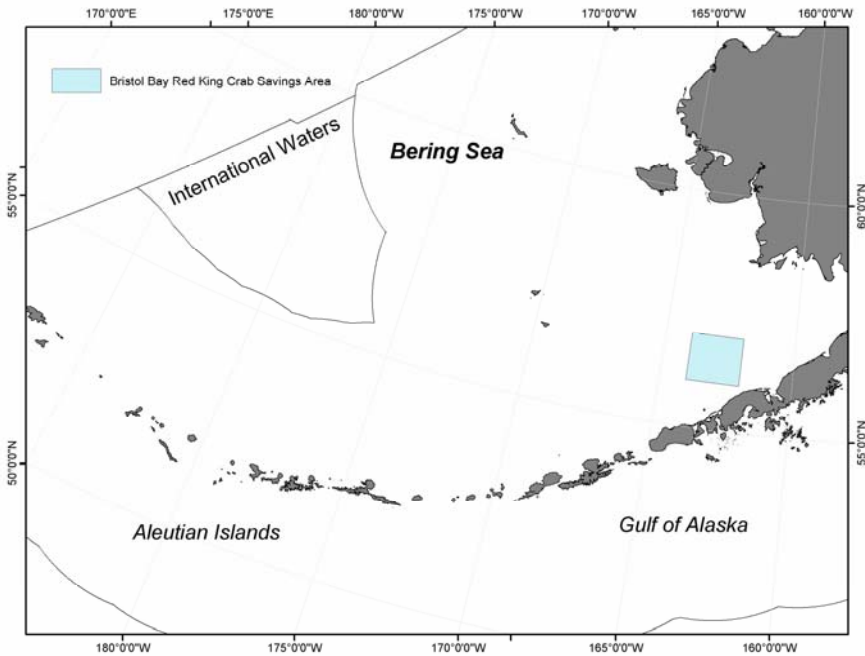 170°0'0"E 175°0'0"E 180°0'0" 175°0'0"W 170°0'0"W 165°0'0"W 160°0'0"W
Bristol Bay Red King Crab Savings Area
International Waters
Bering Sea
55°0'0"N
60°0'0"N
50°0'0"N
55°0'0"N
Aleutian Islands
Gulf of Alaska
180°0'0" 175°0'0"W 170°0'0"W 165°0'0"W 160°0'0"W